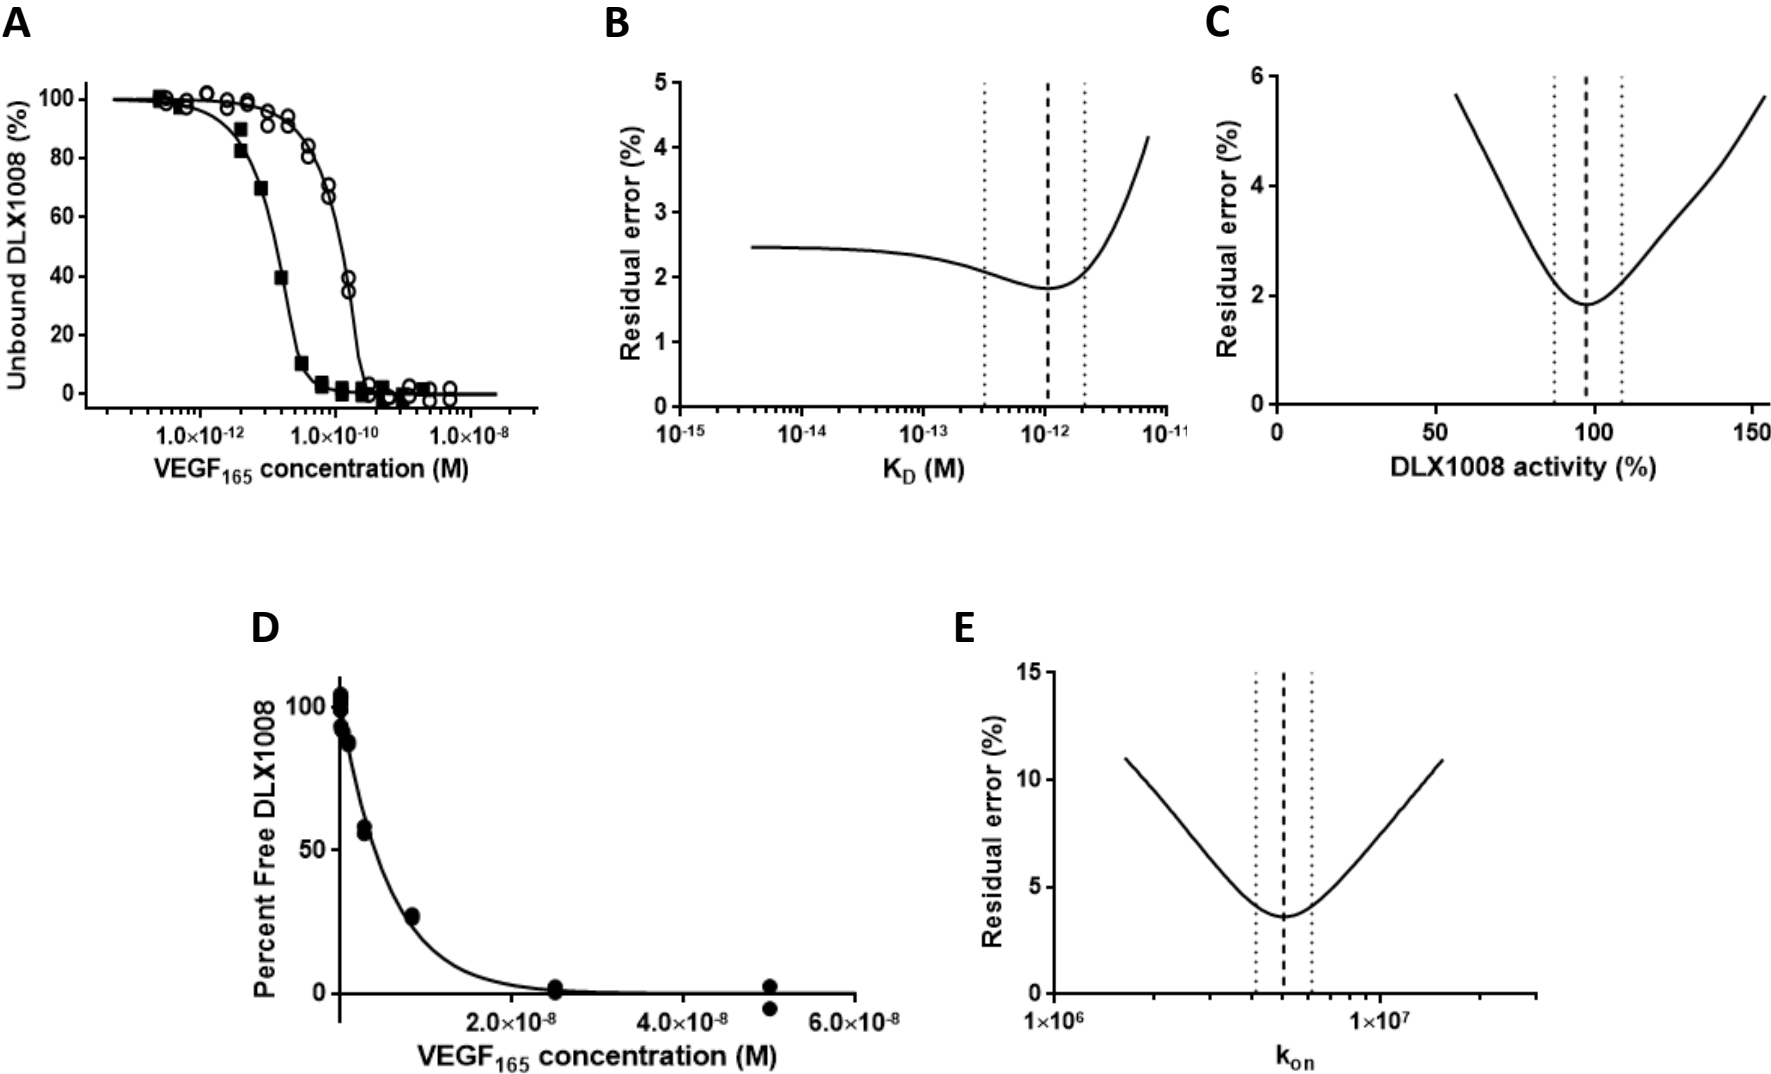 A
B
C
Unbound DLX1008 (%)
100
80
60
40
20
0
1.0×10⁻¹²
1.0×10⁻¹⁰
1.0×10⁻⁸
VEGF₁₆₅ concentration (M)
Residual error (%)
5
4
3
2
1
0
10⁻¹⁵
10⁻¹⁴
10⁻¹³
10⁻¹²
10⁻¹¹
K_D (M)
Residual error (%)
6
4
2
0
0
50
100
150
DLX1008 activity (%)
D
E
Percent Free DLX1008
100
50
0
2.0×10⁻⁸
4.0×10⁻⁸
6.0×10⁻⁸
VEGF₁₆₅ concentration (M)
Residual error (%)
15
10
5
0
1×10⁶
1×10⁷
kₒₙ